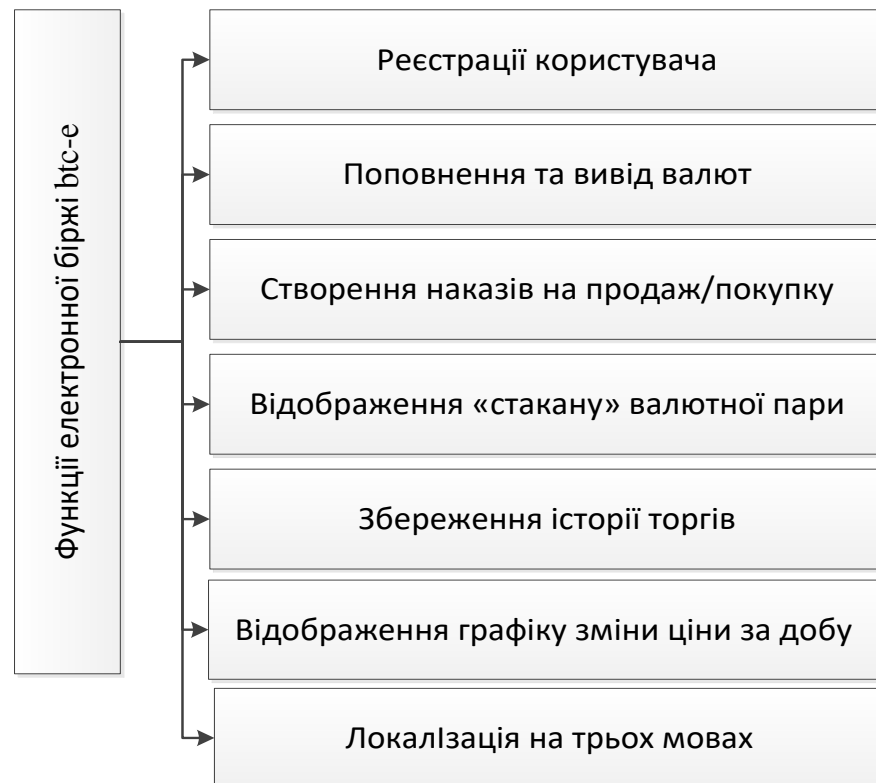 Функції електронної біржі btc-e
Реєстрації користувача
Поповнення та вивід валют
Створення наказів на продаж/покупку
Відображення «стакану» валютної пари
Збереження історії торгів
Відображення графіку зміни ціни за добу
ЛокалІзація на трьох мовах